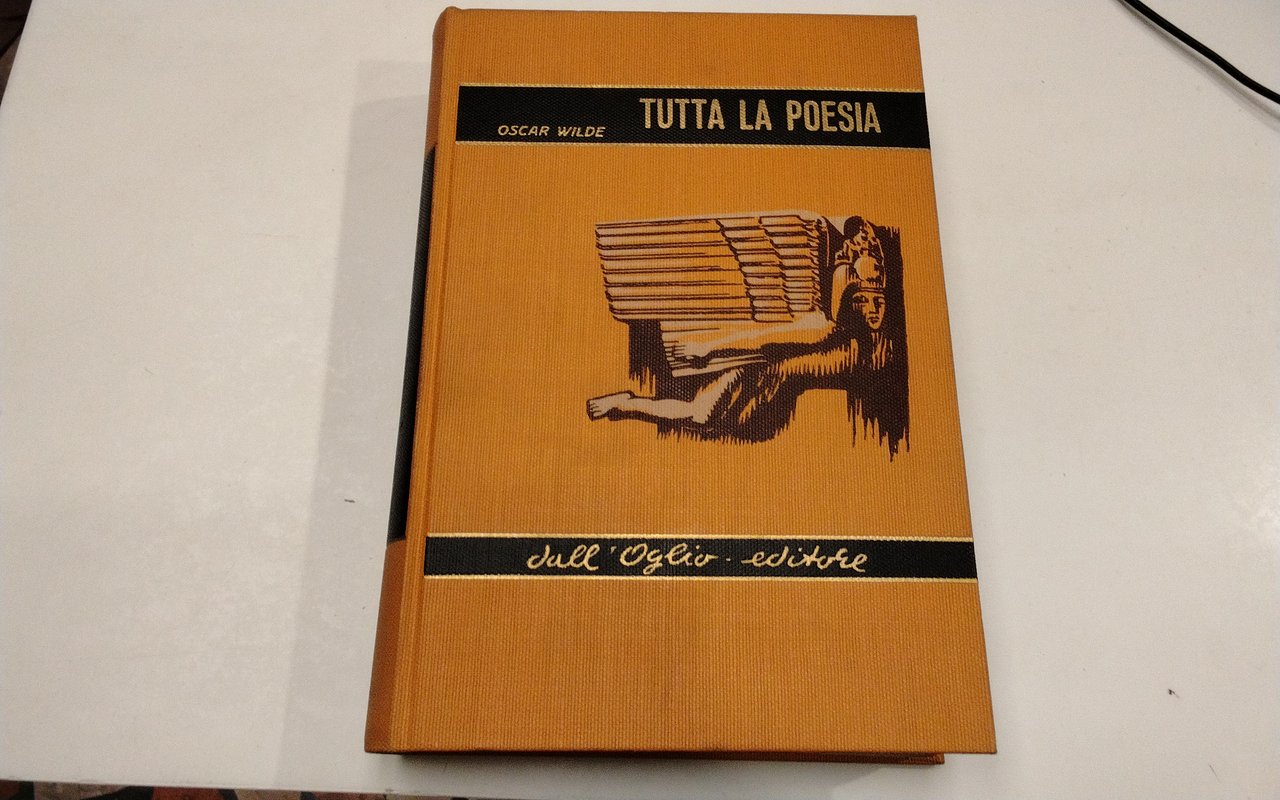 OSCAR WILDE TUTTA LA POESIA
dall'Oglio · editore